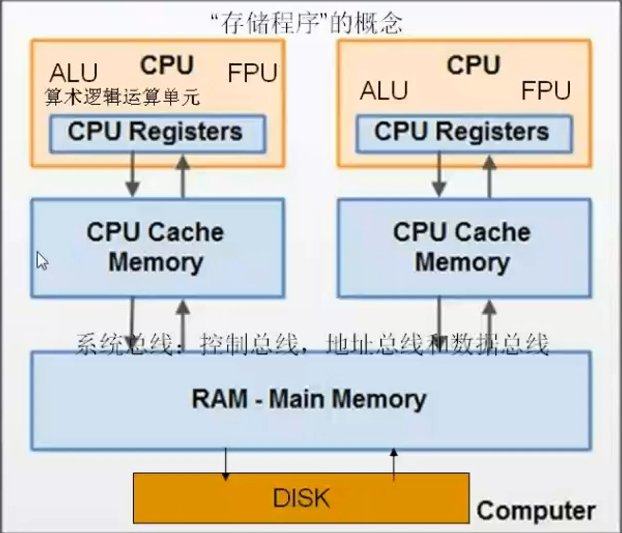 “存储程序”的概念
CPU
ALU
FPU
算术逻辑运算单元
CPU Registers
CPU
ALU
FPU
CPU Registers
CPU Cache
Memory
CPU Cache
Memory
系统总线：控制总线，地址总线和数据总线
RAM - Main Memory
DISK
Computer